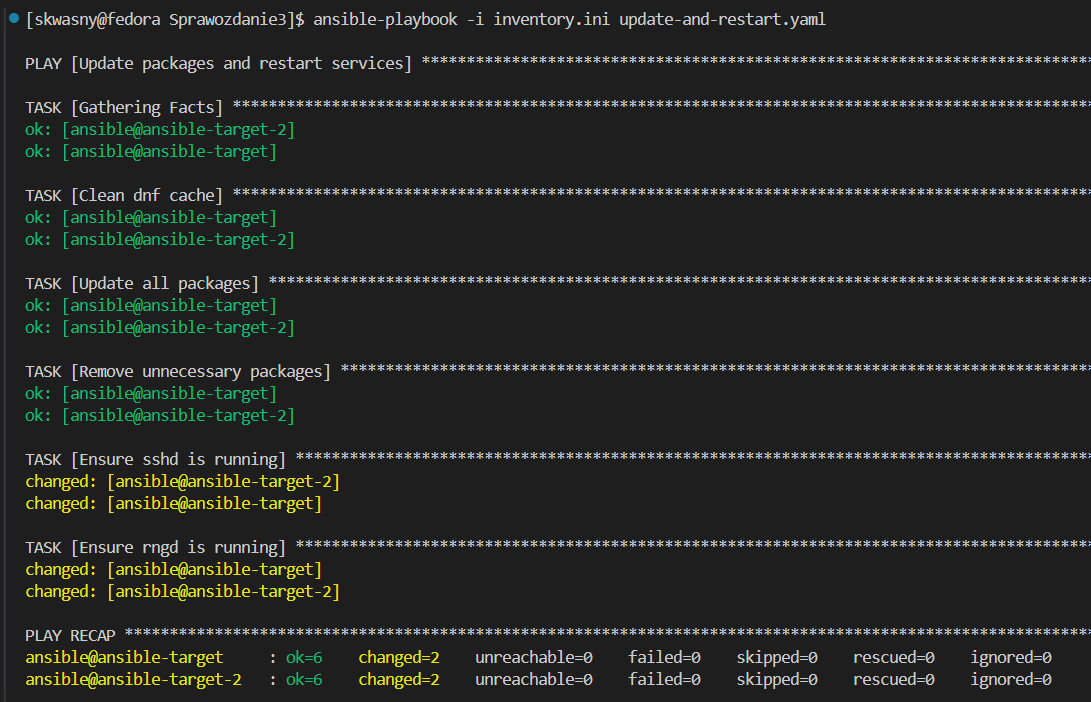 [skwasny@fedora Sprawozdanie3]$ ansible-playbook -i inventory.ini update-and-restart.yaml
PLAY [Update packages and restart services] **************************************************************************
TASK [Gathering Facts] ***********************************************************************************************
ok: [ansible@ansible-target-2]
ok: [ansible@ansible-target]
TASK [Clean dnf cache] ***********************************************************************************************
ok: [ansible@ansible-target]
ok: [ansible@ansible-target-2]
TASK [Update all packages] *******************************************************************************************
ok: [ansible@ansible-target]
ok: [ansible@ansible-target-2]
TASK [Remove unnecessary packages] ***********************************************************************************
ok: [ansible@ansible-target]
ok: [ansible@ansible-target-2]
TASK [Ensure sshd is running] ****************************************************************************************
changed: [ansible@ansible-target-2]
changed: [ansible@ansible-target]
TASK [Ensure rngd is running] ****************************************************************************************
changed: [ansible@ansible-target]
changed: [ansible@ansible-target-2]
PLAY RECAP ***********************************************************************************************************
ansible@ansible-target     : ok=6    changed=2    unreachable=0    failed=0    skipped=0    rescued=0    ignored=0
ansible@ansible-target-2   : ok=6    changed=2    unreachable=0    failed=0    skipped=0    rescued=0    ignored=0